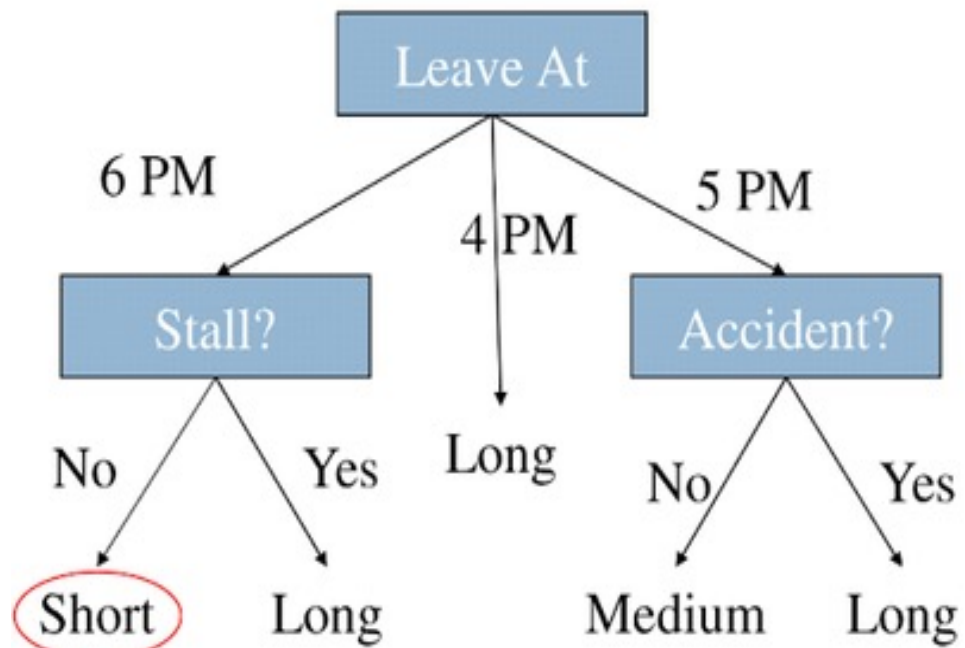 Leave At
6 PM
4 PM
5 PM
Stall?
Accident?
No
Yes
Long
No
Yes
Short
Long
Medium
Long